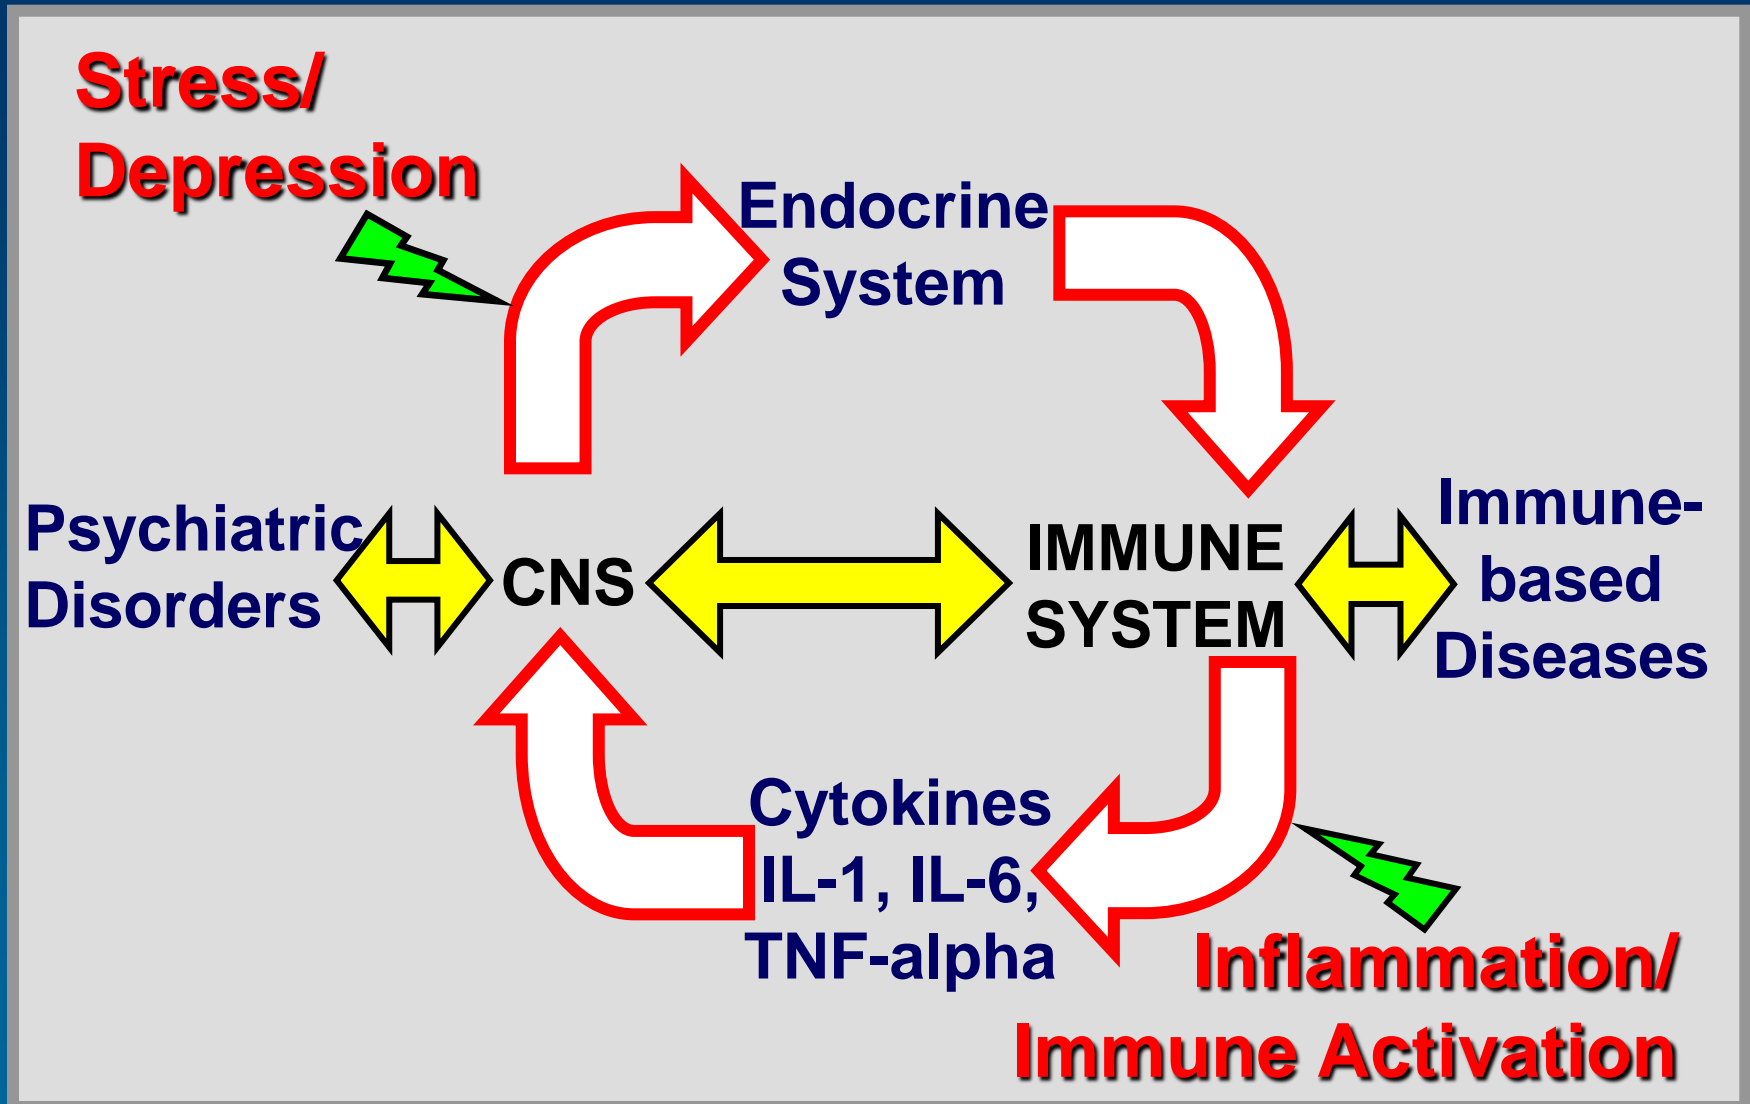 Stress/
Depression
Endocrine
System
Psychiatric
Disorders
CNS
IMMUNE
SYSTEM
Immune-
based
Diseases
Cytokines
IL-1, IL-6,
TNF-alpha
Inflammation/
Immune Activation